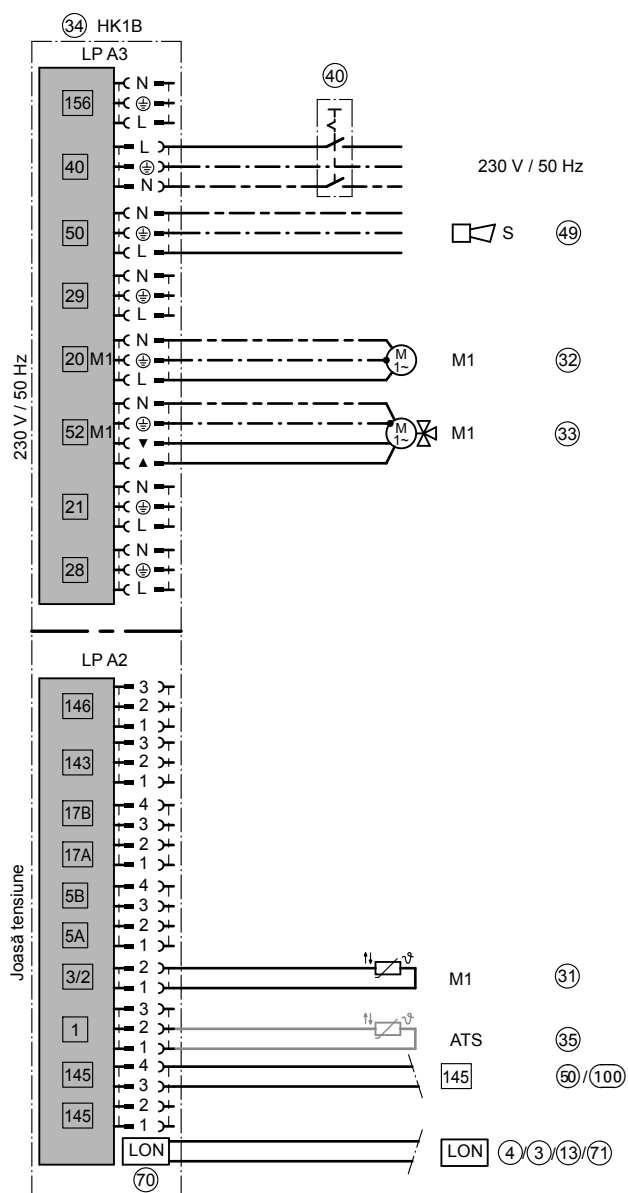 34 HK1B
LP A3
40
230 V / 50 Hz
156 N
L
40 L
N
230 V / 50 Hz
50 N
L
S 49
29 N
L
20 M1 N
L
M 1~ M1 32
52 M1 N
▼
▲
M 1~ M1 33
21 N
L
28 N
L
LP A2
Joasă tensiune
146 3
2
1
143 3
2
1
17B 4
3
17A 2
1
5B 4
3
5A 2
1
3/2 2
1
ϑ M1 31
1 3
2
1
ϑ ATS 35
145 4
3
145 50/100
145 2
1
LON LON 4/3/13/71
70